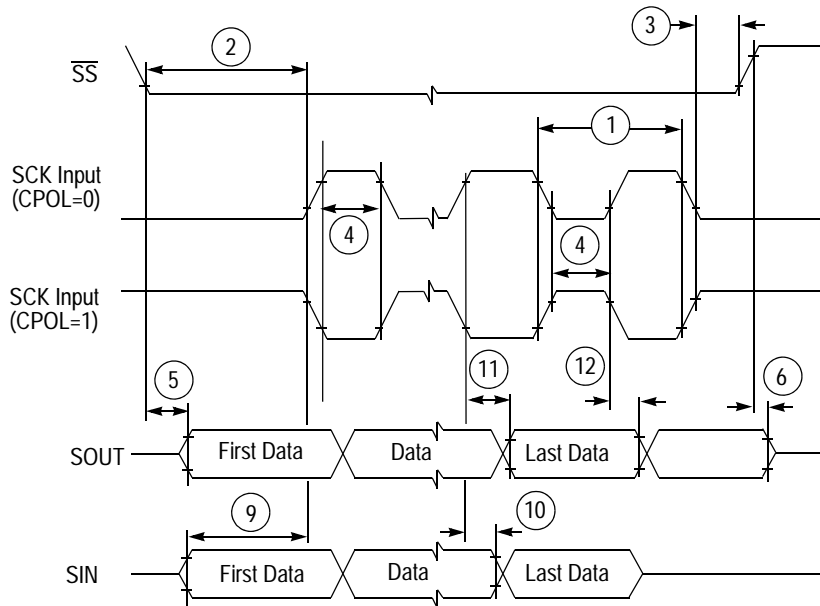 3
2
S̅S̅
1
SCK Input
(CPOL=0)
4
4
SCK Input
(CPOL=1)
5
11
12
6
SOUT
First Data
Data
Last Data
9
10
SIN
First Data
Data
Last Data